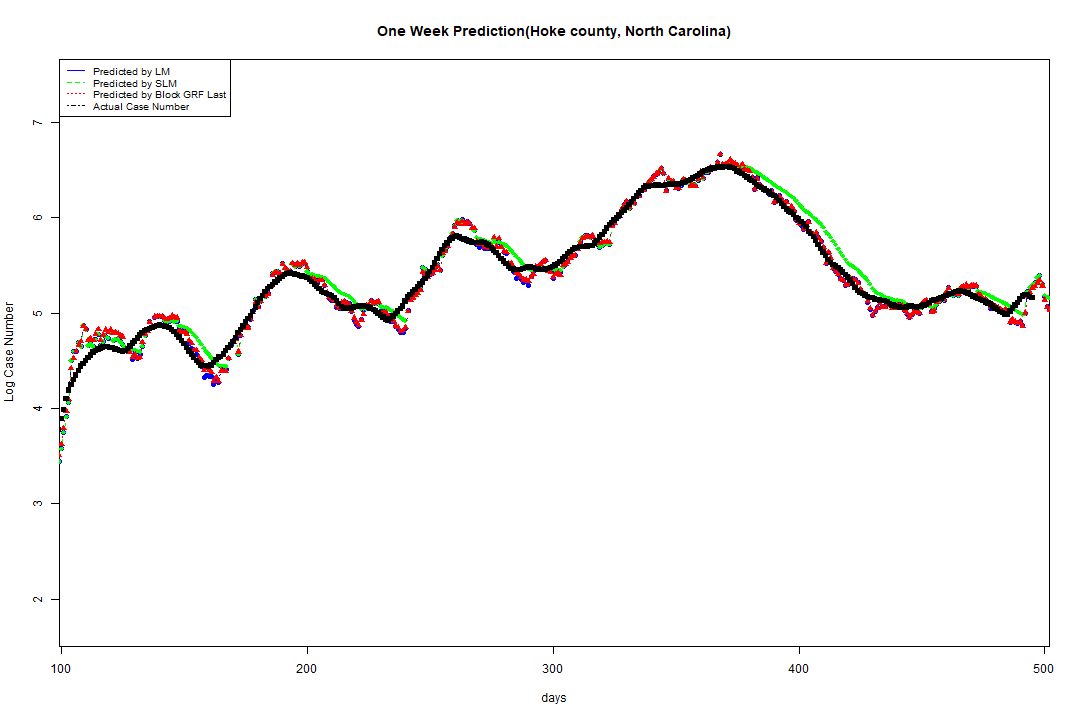 One Week Prediction(Hoke county, North Carolina)
Predicted by LM
Predicted by SLM
Predicted by Block GRF Last
Actual Case Number
7
6
5
4
3
2
Log Case Number
100 200 300 400 500
days